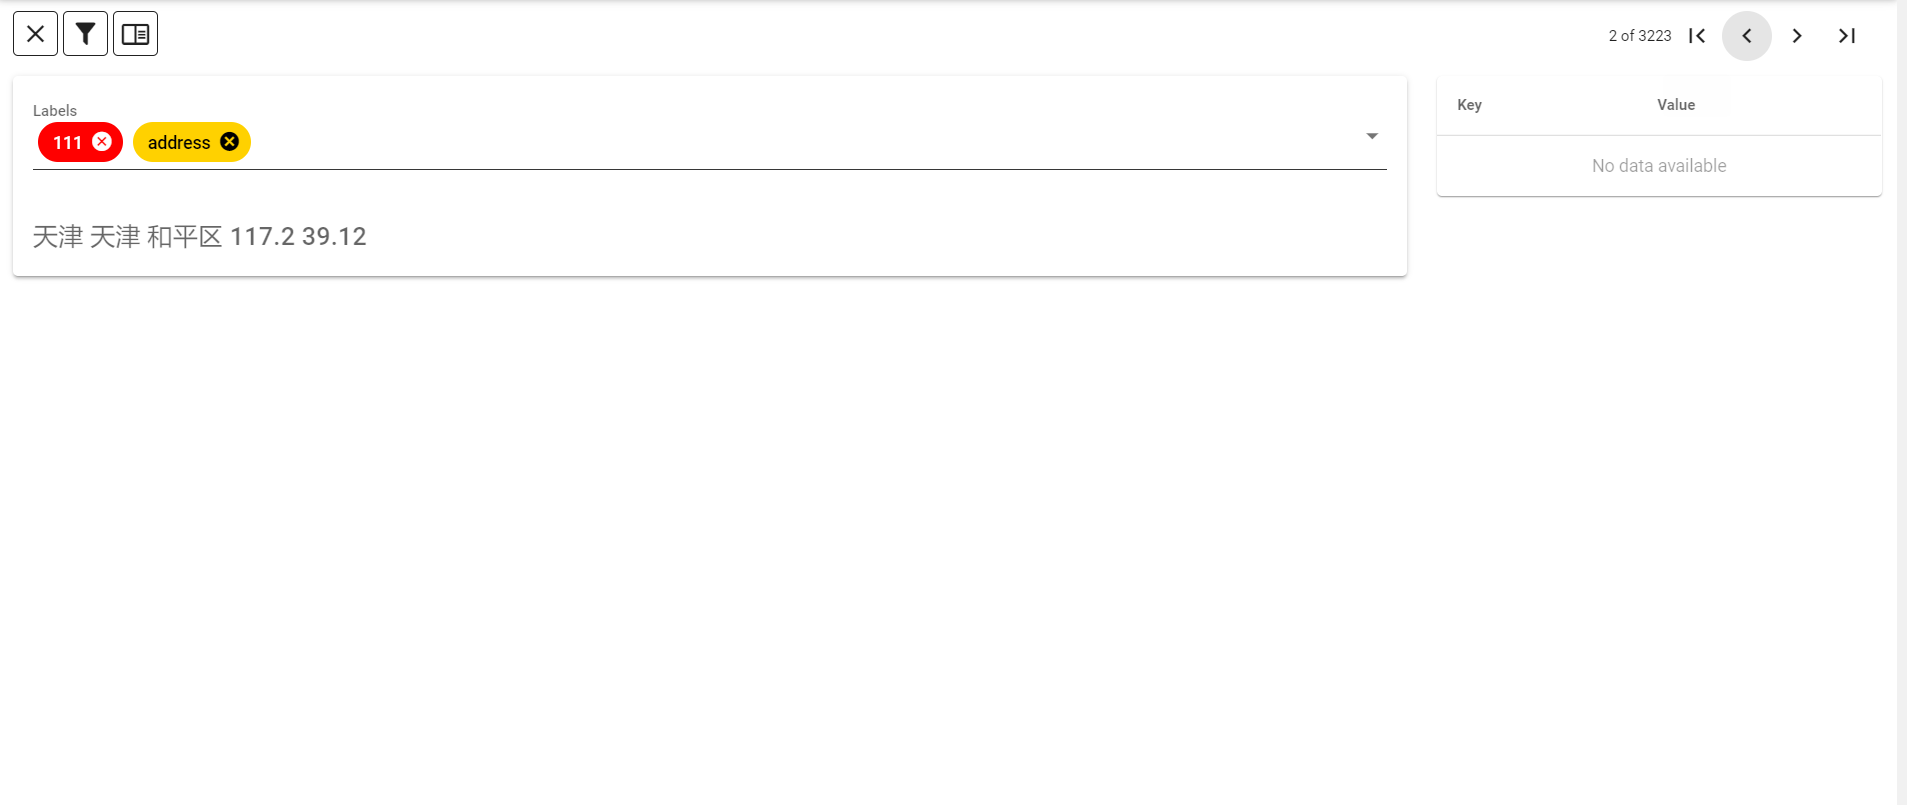 2 of 3223
Labels
111 address
天津 天津 和平区 117.2 39.12
Key Value
No data available